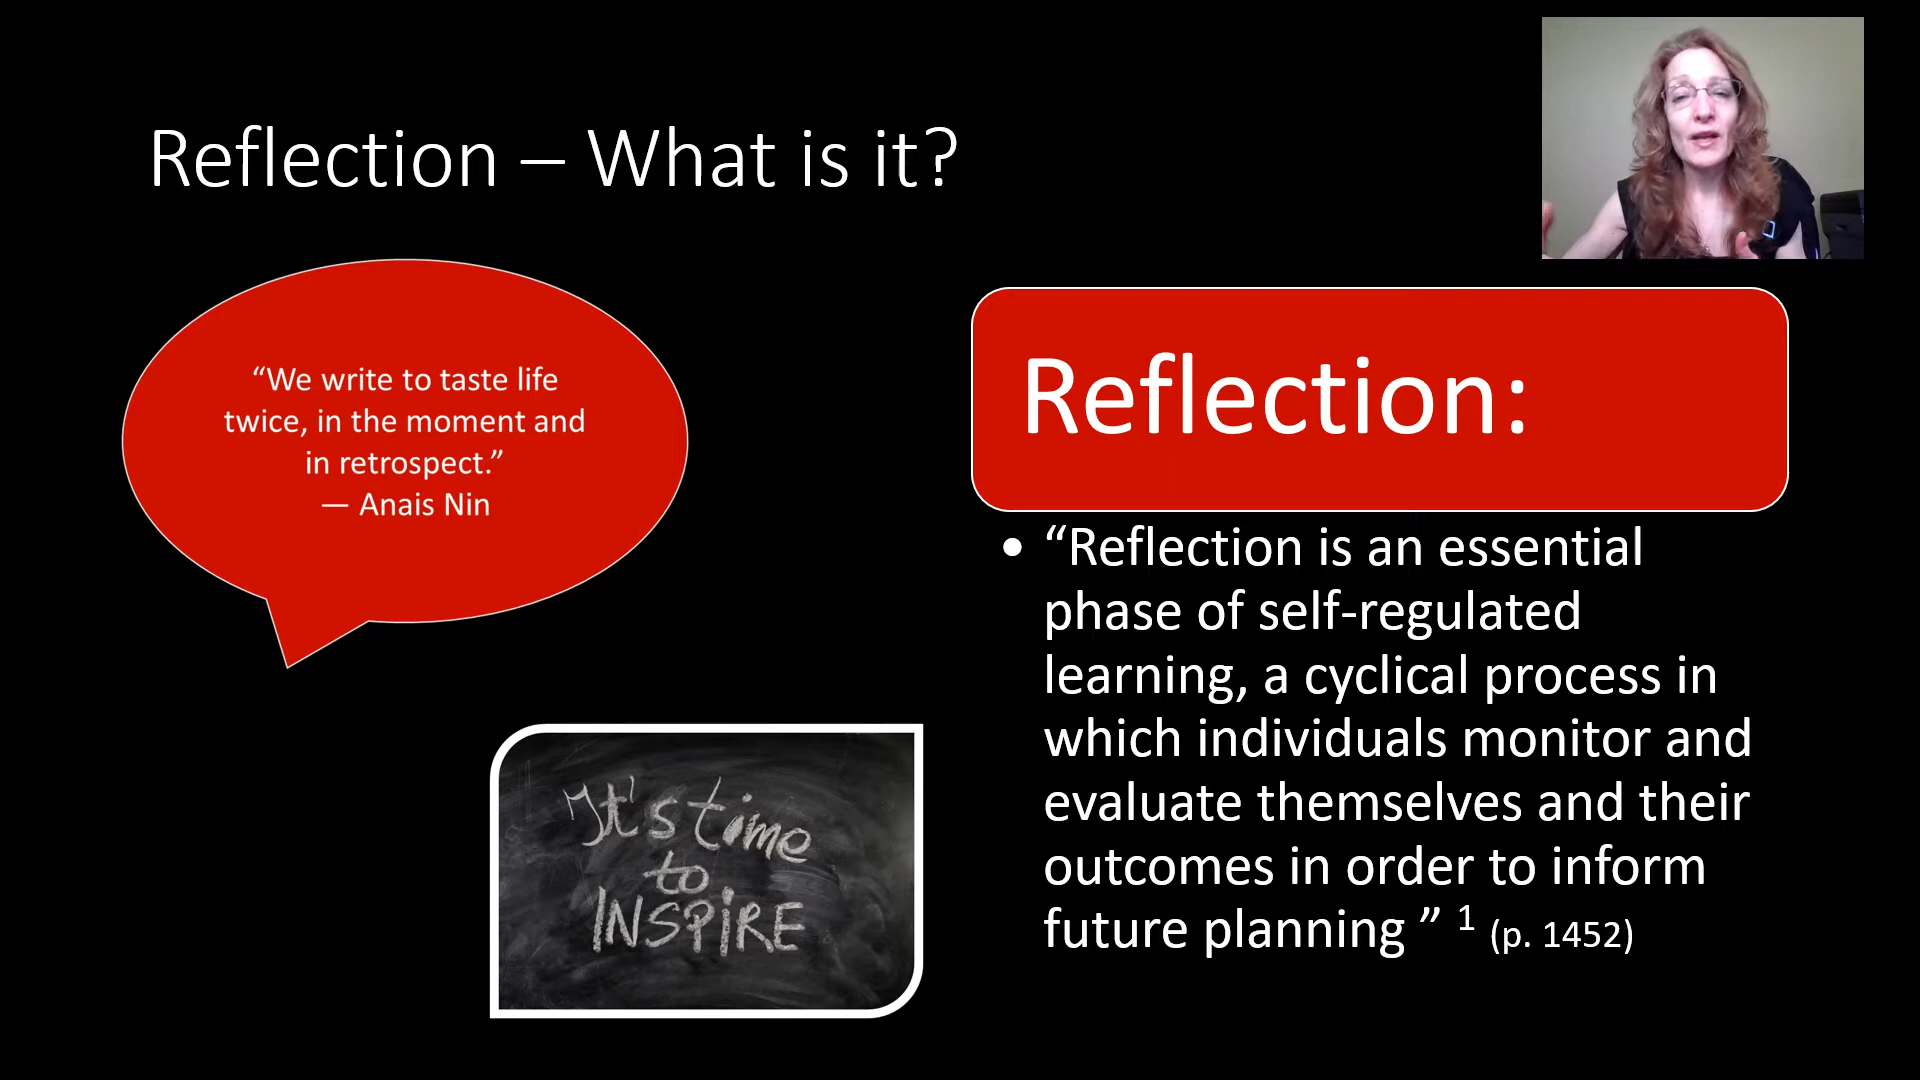 Reflection – What is it?
“We write to taste life
twice, in the moment and
in retrospect.”
— Anais Nin
It's time
to
INSPiRE
Reflection:
• “Reflection is an essential
phase of self-regulated
learning, a cyclical process in
which individuals monitor and
evaluate themselves and their
outcomes in order to inform
future planning ” 1 (p. 1452)